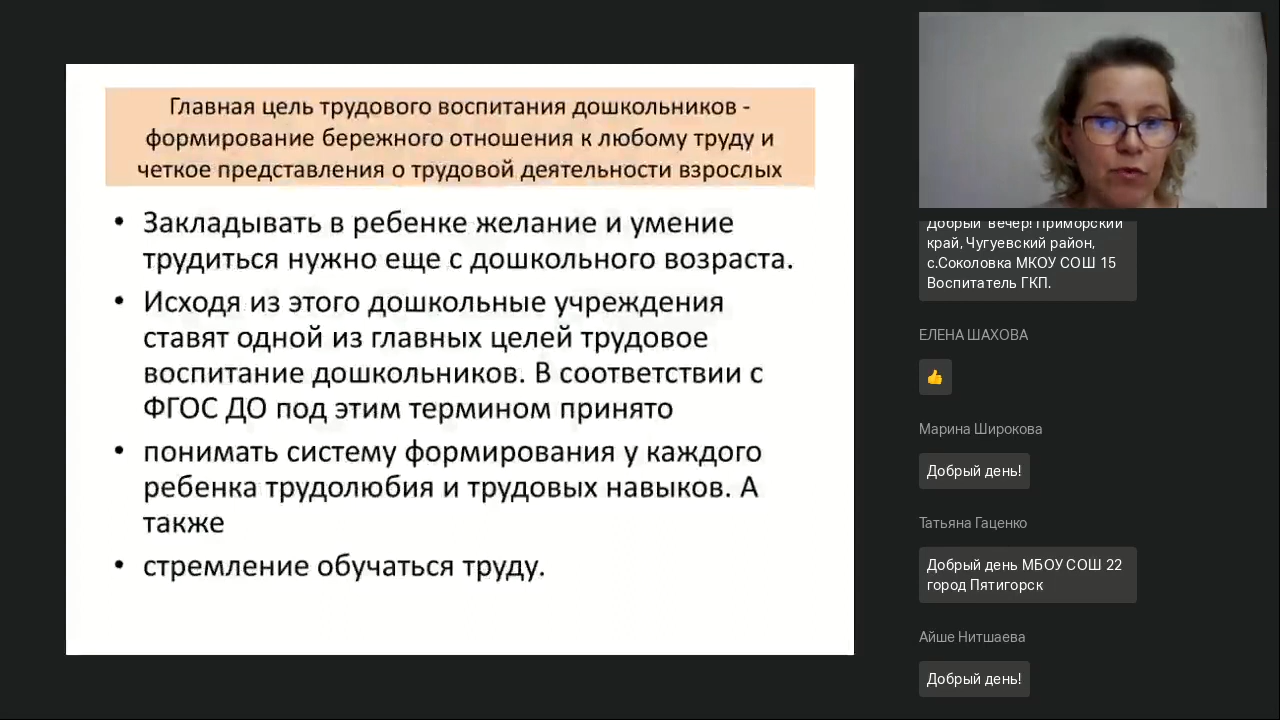 Главная цель трудового воспитания дошкольников -
формирование бережного отношения к любому труду и
четкое представления о трудовой деятельности взрослых
• Закладывать в ребенке желание и умение
трудиться нужно еще с дошкольного возраста.
• Исходя из этого дошкольные учреждения
ставят одной из главных целей трудовое
воспитание дошкольников. В соответствии с
ФГОС ДО под этим термином принято
• понимать систему формирования у каждого
ребенка трудолюбия и трудовых навыков. А
также
• стремление обучаться труду.
Добрый вечер! Приморский
край, Чугуевский район,
с.Соколовка МКОУ СОШ 15
Воспитатель ГКП.
ЕЛЕНА ШАХОВА
👍
Марина Широкова
Добрый день!
Татьяна Гаценко
Добрый день МБОУ СОШ 22
город Пятигорск
Айше Нитшаева
Добрый день!